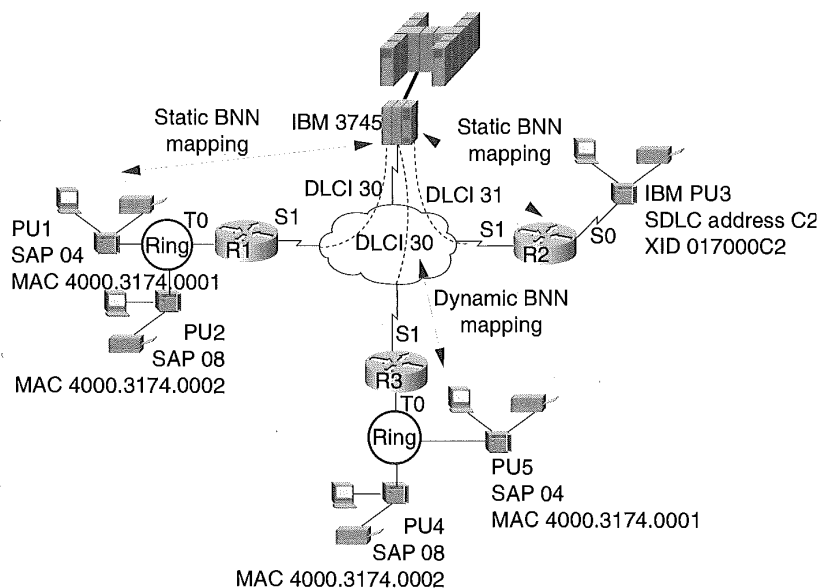 Static BNN
mapping
IBM 3745
Static BNN
mapping
DLCI 30
DLCI 31
DLCI 30
PU1
SAP 04
MAC 4000.3174.0001
Ring
T0
R1
S1
PU2
SAP 08
MAC 4000.3174.0002
S1
R2
S0
IBM PU3
SDLC address C2
XID 017000C2
Dynamic BNN
mapping
S1
R3
T0
Ring
PU5
SAP 04
MAC 4000.3174.0001
PU4
SAP 08
MAC 4000.3174.0002